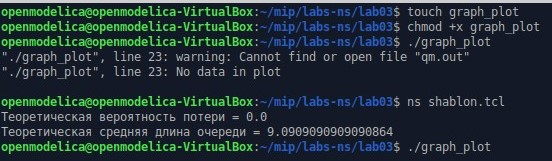 openmodelica@openmodelica-VirtualBox:~/mip/labs-ns/lab03$ touch graph_plot
openmodelica@openmodelica-VirtualBox:~/mip/labs-ns/lab03$ chmod +x graph_plot
openmodelica@openmodelica-VirtualBox:~/mip/labs-ns/lab03$ ./graph_plot
"./graph_plot", line 23: warning: Cannot find or open file "qm.out"
"./graph_plot", line 23: No data in plot
openmodelica@openmodelica-VirtualBox:~/mip/labs-ns/lab03$ ns shablon.tcl
Теоретическая вероятность потери = 0.0
Теоретическая средняя длина очереди = 9.0909090909090864
openmodelica@openmodelica-VirtualBox:~/mip/labs-ns/lab03$ ./graph_plot